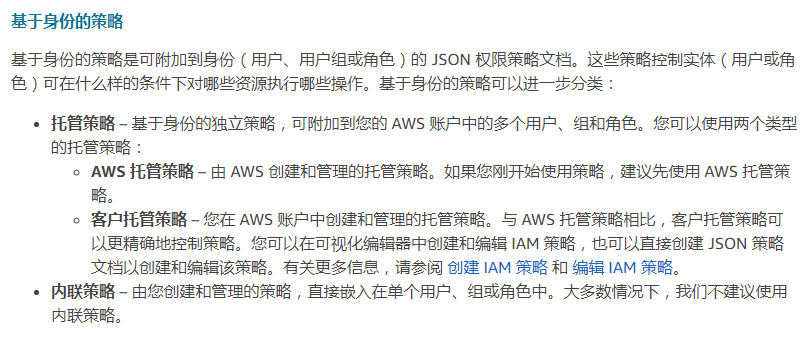 基于身份的策略
基于身份的策略是可附加到身份（用户、用户组或角色）的 JSON 权限策略文档。这些策略控制实体（用户或角
色）可在什么样的条件下对哪些资源执行哪些操作。基于身份的策略可以进一步分类：
• 托管策略 – 基于身份的独立策略，可附加到您的 AWS 账户中的多个用户、组和角色。您可以使用两个类型
的托管策略：
◦ AWS 托管策略 – 由 AWS 创建和管理的托管策略。如果您刚开始使用策略，建议先使用 AWS 托管策
略。
◦ 客户托管策略 – 您在 AWS 账户中创建和管理的托管策略。与 AWS 托管策略相比，客户托管策略可
以更精确地控制策略。您可以在可视化编辑器中创建和编辑 IAM 策略，也可以直接创建 JSON 策略
文档以创建和编辑该策略。有关更多信息，请参阅 创建 IAM 策略 和 编辑 IAM 策略。
• 内联策略 – 由您创建和管理的策略，直接嵌入在单个用户、组或角色中。大多数情况下，我们不建议使用
内联策略。